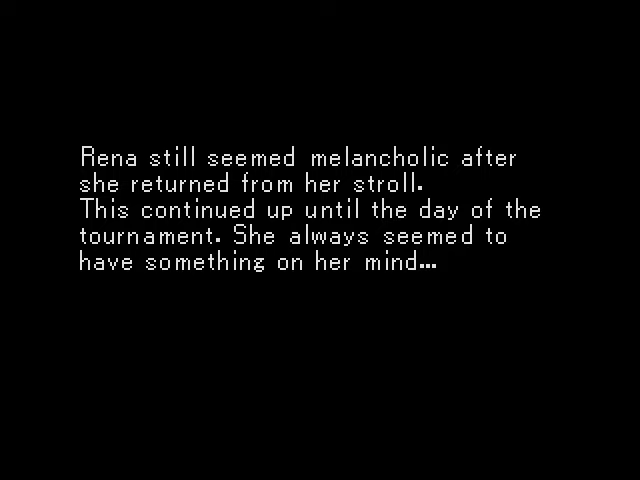 Rena still seemed melancholic after
she returned from her stroll.
This continued up until the day of the
tournament. She always seemed to
have something on her mind...